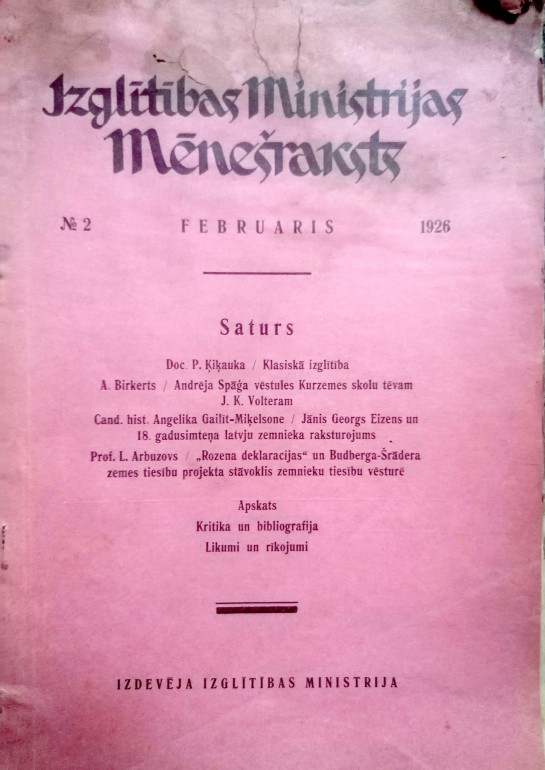 Izglītības Ministrijas
Mēnešraksts
№ 2 FEBRUARIS 1926
Saturs
Doc. P. Ķiķauka / Klasiskā izglītība
A. Birkerts / Andrēja Spāģa vēstules Kurzemes skolu tēvam
J. K. Volteram
Cand. hist. Angelika Gailīt-Miķelsone / Jānis Georgs Eizens un
18. gadusimteņa latvju zemnieka raksturojums
Prof. L. Arbuzovs / „Rozena deklaracijas“ un Budberga-Šrādera
zemes tiesību projekta stāvoklis zemnieku tiesību vēsturē
Apskats
Kritika un bibliografija
Likumi un rīkojumi
IZDEVĒJA IZGLĪTĪBAS MINISTRIJA